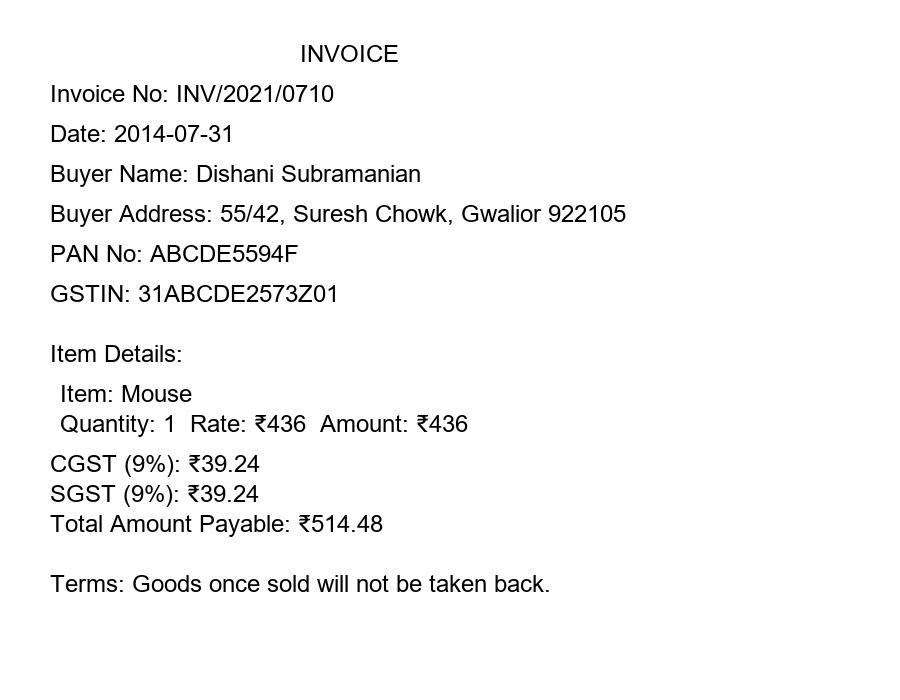 INVOICE
Invoice No: INV/2021/0710
Date: 2014-07-31
Buyer Name: Dishani Subramanian
Buyer Address: 55/42, Suresh Chowk, Gwalior 922105
PAN No: ABCDE5594F
GSTIN: 31ABCDE2573Z01
Item Details:
Item: Mouse
Quantity: 1  Rate: ₹436  Amount: ₹436
CGST (9%): ₹39.24
SGST (9%): ₹39.24
Total Amount Payable: ₹514.48
Terms: Goods once sold will not be taken back.